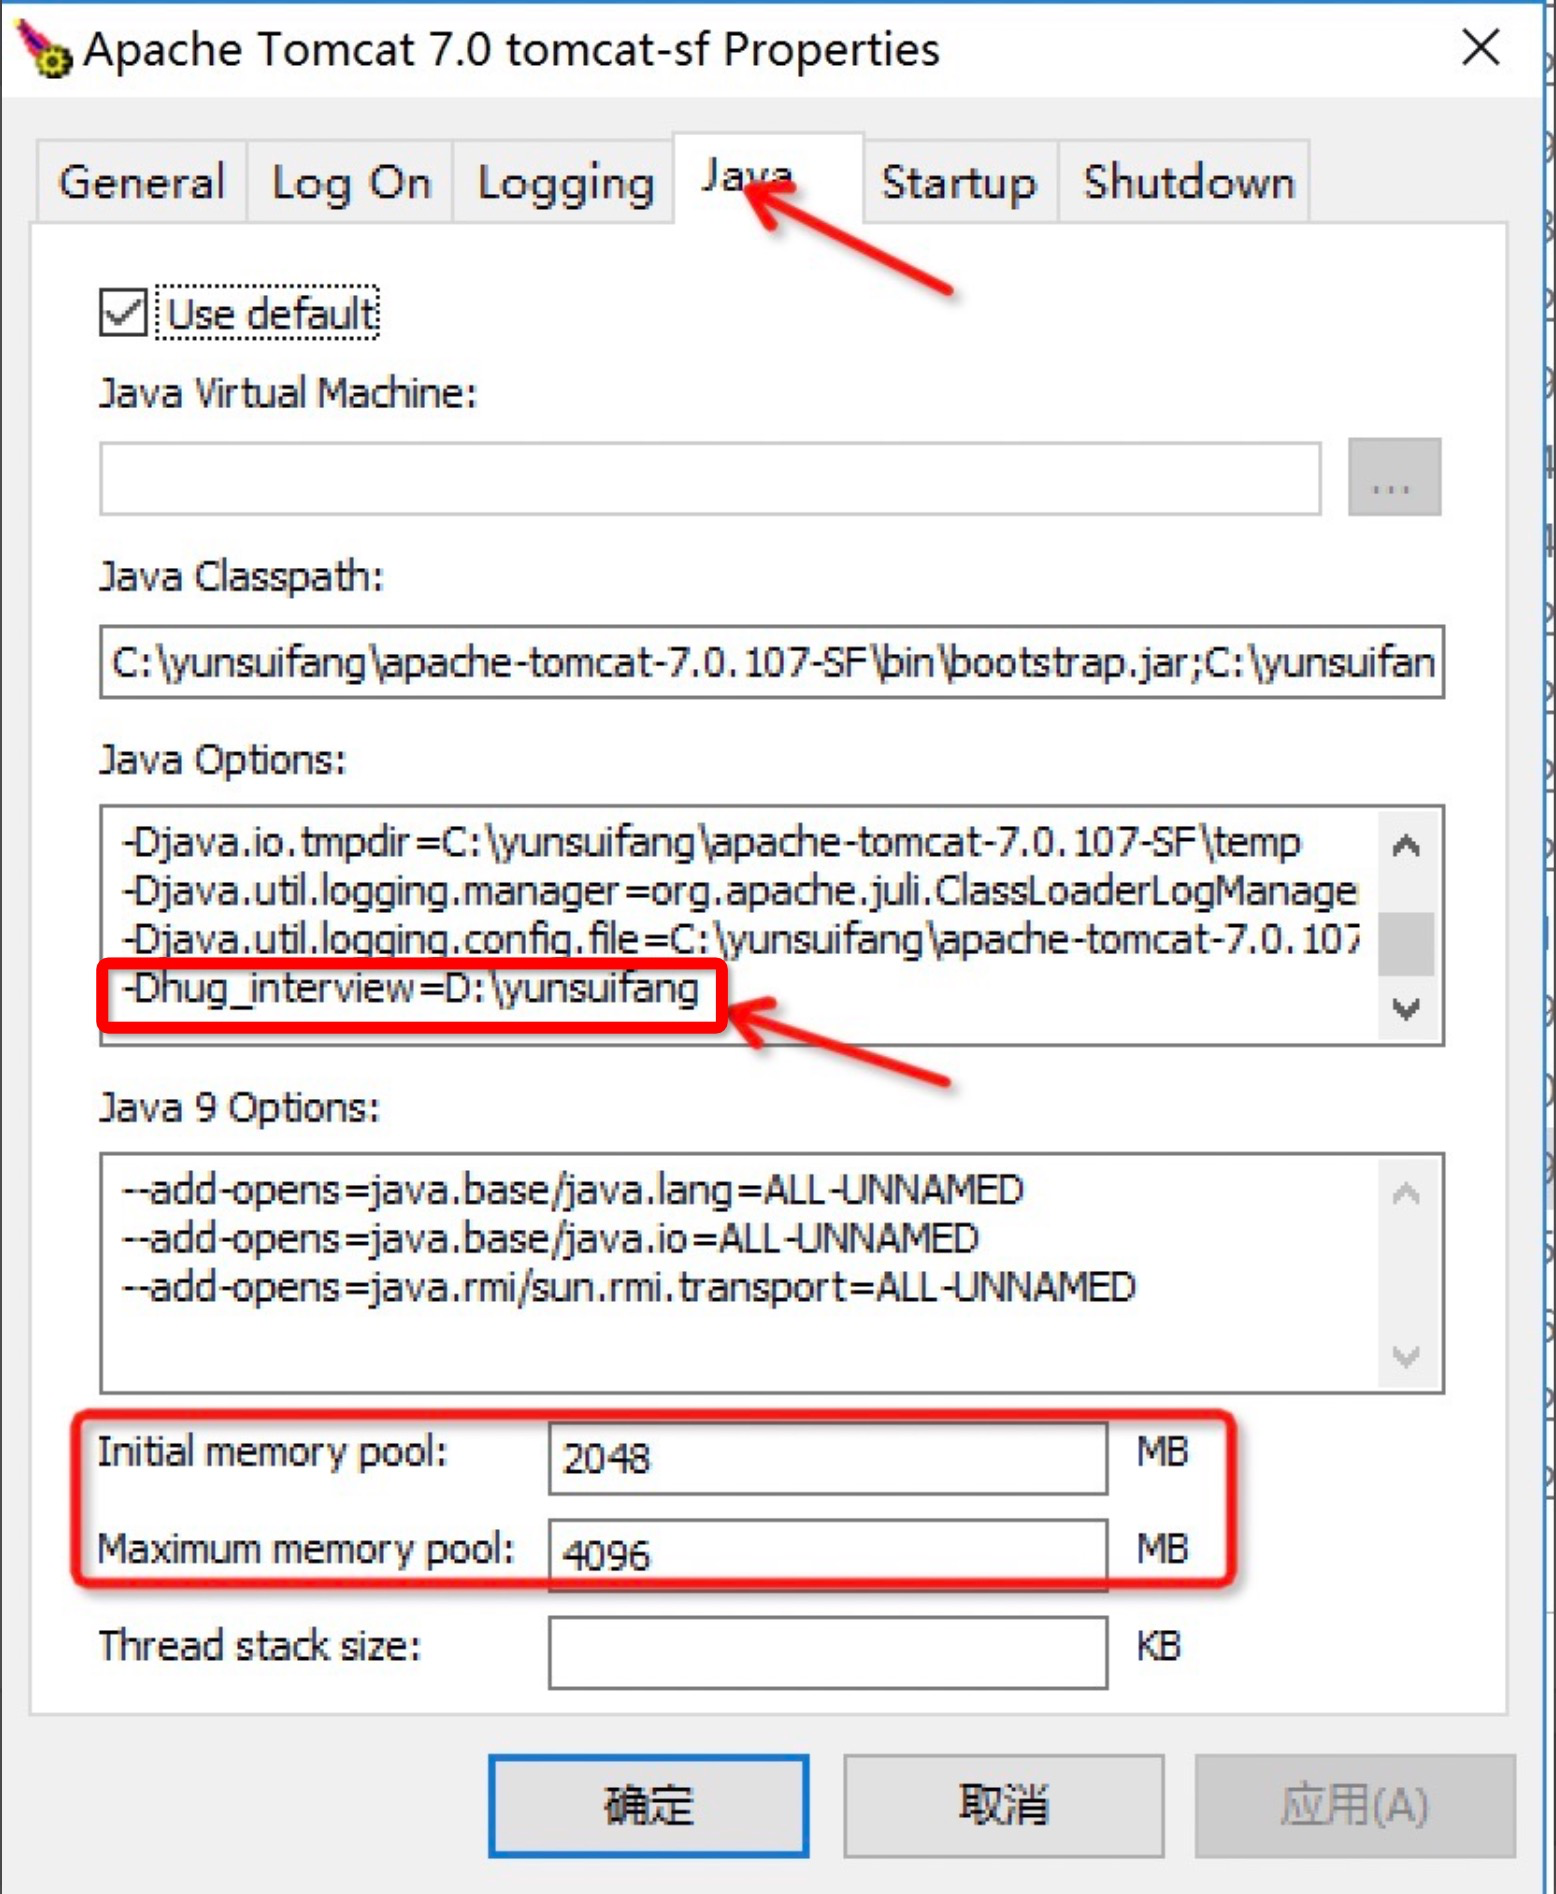 Apache Tomcat 7.0 tomcat-sf Properties
General Log On Logging Java Startup Shutdown
Use default
Java Virtual Machine:
...
Java Classpath:
C:\yunsuifang\apache-tomcat-7.0.107-SF\bin\bootstrap.jar;C:\yunsuifan
Java Options:
-Djava.io.tmpdir=C:\yunsuifang\apache-tomcat-7.0.107-SF\temp
-Djava.util.logging.manager=org.apache.juli.ClassLoaderLogManage
-Djava.util.logging.config.file=C:\yunsuifang\apache-tomcat-7.0.107
-Dhug_interview=D:\yunsuifang
Java 9 Options:
--add-opens=java.base/java.lang=ALL-UNNAMED
--add-opens=java.base/java.io=ALL-UNNAMED
--add-opens=java.rmi/sun.rmi.transport=ALL-UNNAMED
Initial memory pool: 2048 MB
Maximum memory pool: 4096 MB
Thread stack size: KB
确定 取消 应用(A)